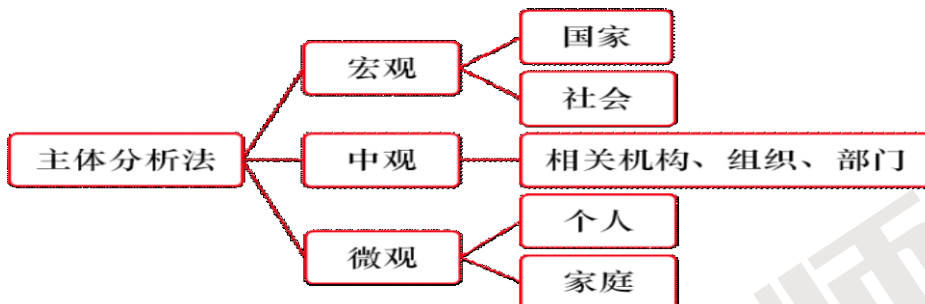 国家
宏观
社会
主体分析法
中观
相关机构、组织、部门
个人
微观
家庭
师